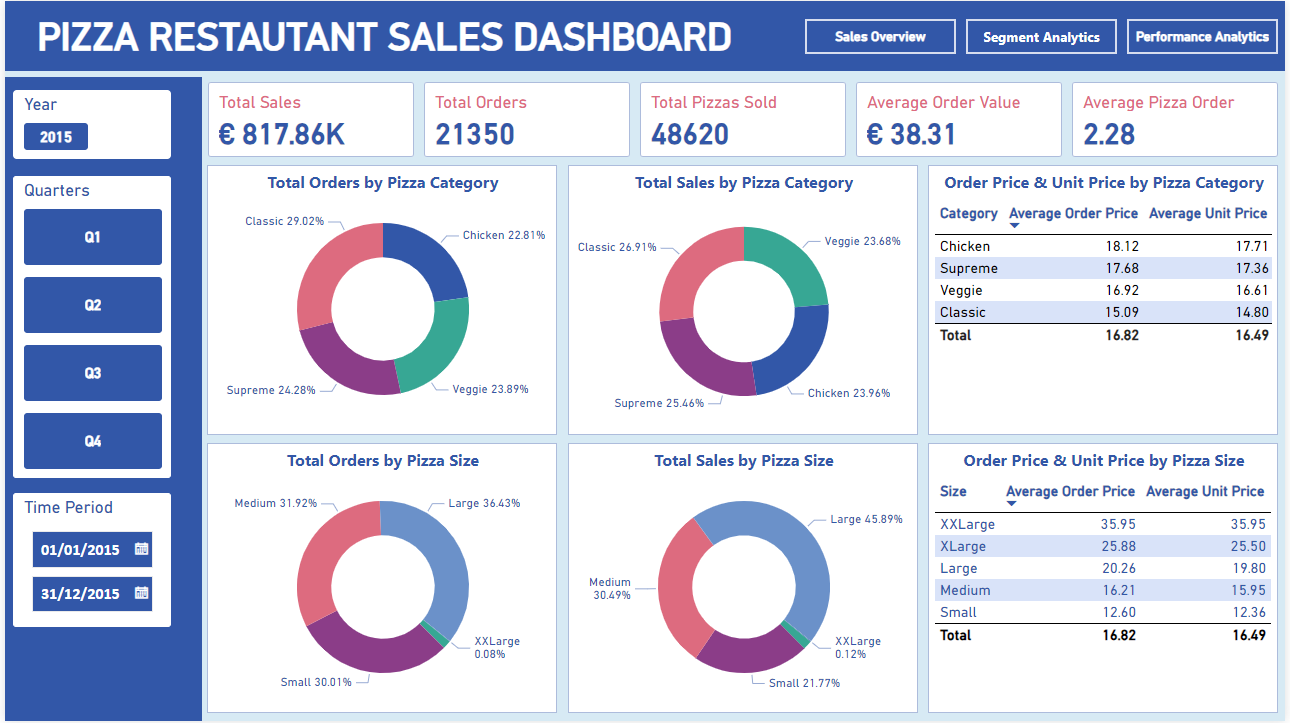 PIZZA RESTAUTANT SALES DASHBOARD
Sales Overview
Segment Analytics
Performance Analytics
Year
2015
Quarters
Q1
Q2
Q3
Q4
Time Period
01/01/2015
31/12/2015
Total Sales
€ 817.86K
Total Orders
21350
Total Pizzas Sold
48620
Average Order Value
€ 38.31
Average Pizza Order
2.28
Total Orders by Pizza Category
Classic 29.02%
Chicken 22.81%
Supreme 24.28%
Veggie 23.89%
Total Sales by Pizza Category
Classic 26.91%
Veggie 23.68%
Chicken 23.96%
Supreme 25.46%
Order Price & Unit Price by Pizza Category
Category Average Order Price Average Unit Price
Chicken 18.12 17.71
Supreme 17.68 17.36
Veggie 16.92 16.61
Classic 15.09 14.80
Total 16.82 16.49
Total Orders by Pizza Size
Medium 31.92%
Large 36.43%
XXLarge
0.08%
Small 30.01%
Total Sales by Pizza Size
Large 45.89%
Medium
30.49%
XXLarge
0.12%
Small 21.77%
Order Price & Unit Price by Pizza Size
Size Average Order Price Average Unit Price
XXLarge 35.95 35.95
XLarge 25.88 25.50
Large 20.26 19.80
Medium 16.21 15.95
Small 12.60 12.36
Total 16.82 16.49